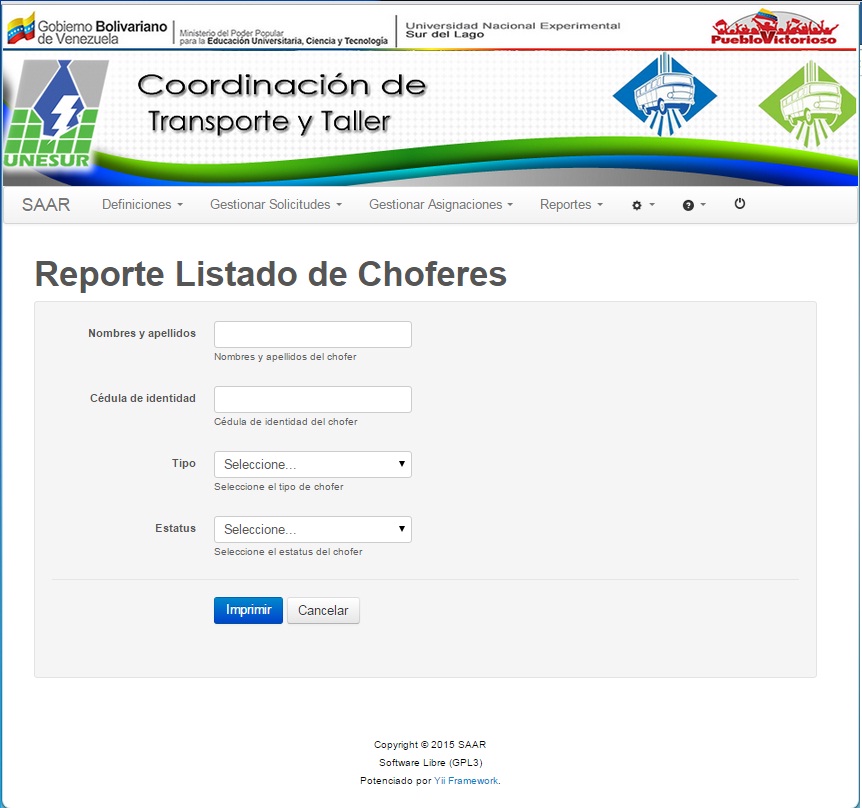 Gobierno Bolivariano
de Venezuela
Ministerio del Poder Popular
para la Educación Universitaria, Ciencia y Tecnología
Universidad Nacional Experimental
Sur del Lago
PuebloVictorioso
Coordinación de
Transporte y Taller
UNESUR
SAAR Definiciones Gestionar Solicitudes Gestionar Asignaciones Reportes
Reporte Listado de Choferes
Nombres y apellidos
Nombres y apellidos del chofer
Cédula de identidad
Cédula de identidad del chofer
Tipo Seleccione...
Seleccione el tipo de chofer
Estatus Seleccione...
Seleccione el estatus del chofer
Imprimir Cancelar
Copyright © 2015 SAAR
Software Libre (GPL3)
Potenciado por Yii Framework.